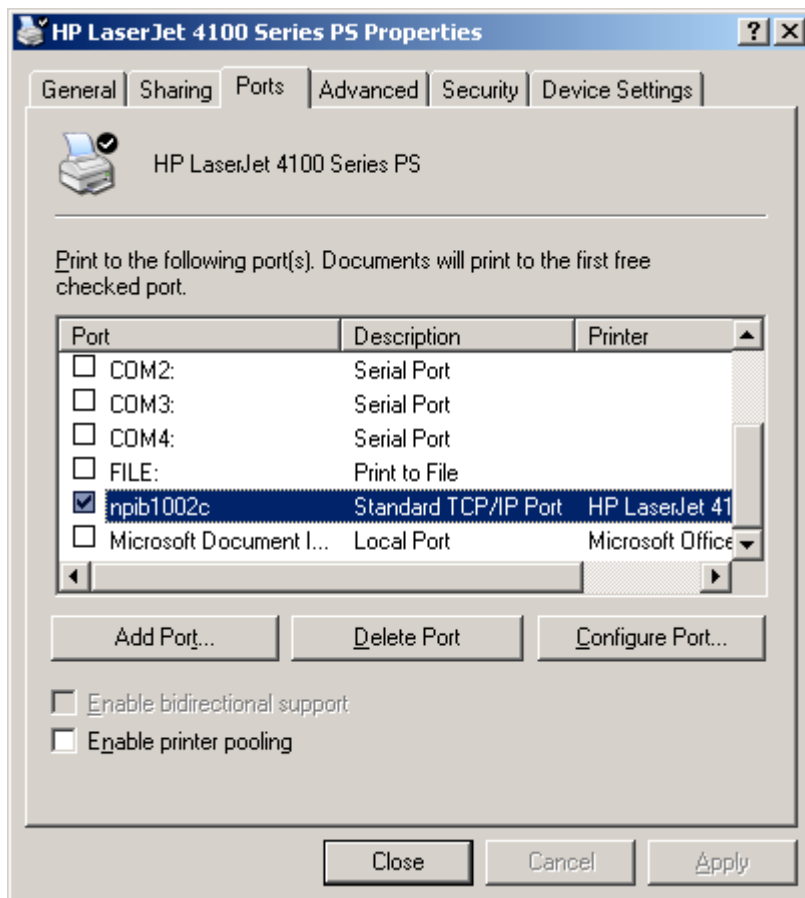 HP LaserJet 4100 Series PS Properties
General Sharing Ports Advanced Security Device Settings
HP LaserJet 4100 Series PS
Print to the following port(s). Documents will print to the first free
checked port.
Port Description Printer
COM2: Serial Port
COM3: Serial Port
COM4: Serial Port
FILE: Print to File
npib1002c Standard TCP/IP Port HP LaserJet 41
Microsoft Document I... Local Port Microsoft Office
Add Port... Delete Port Configure Port...
Enable bidirectional support
Enable printer pooling
Close Cancel Apply